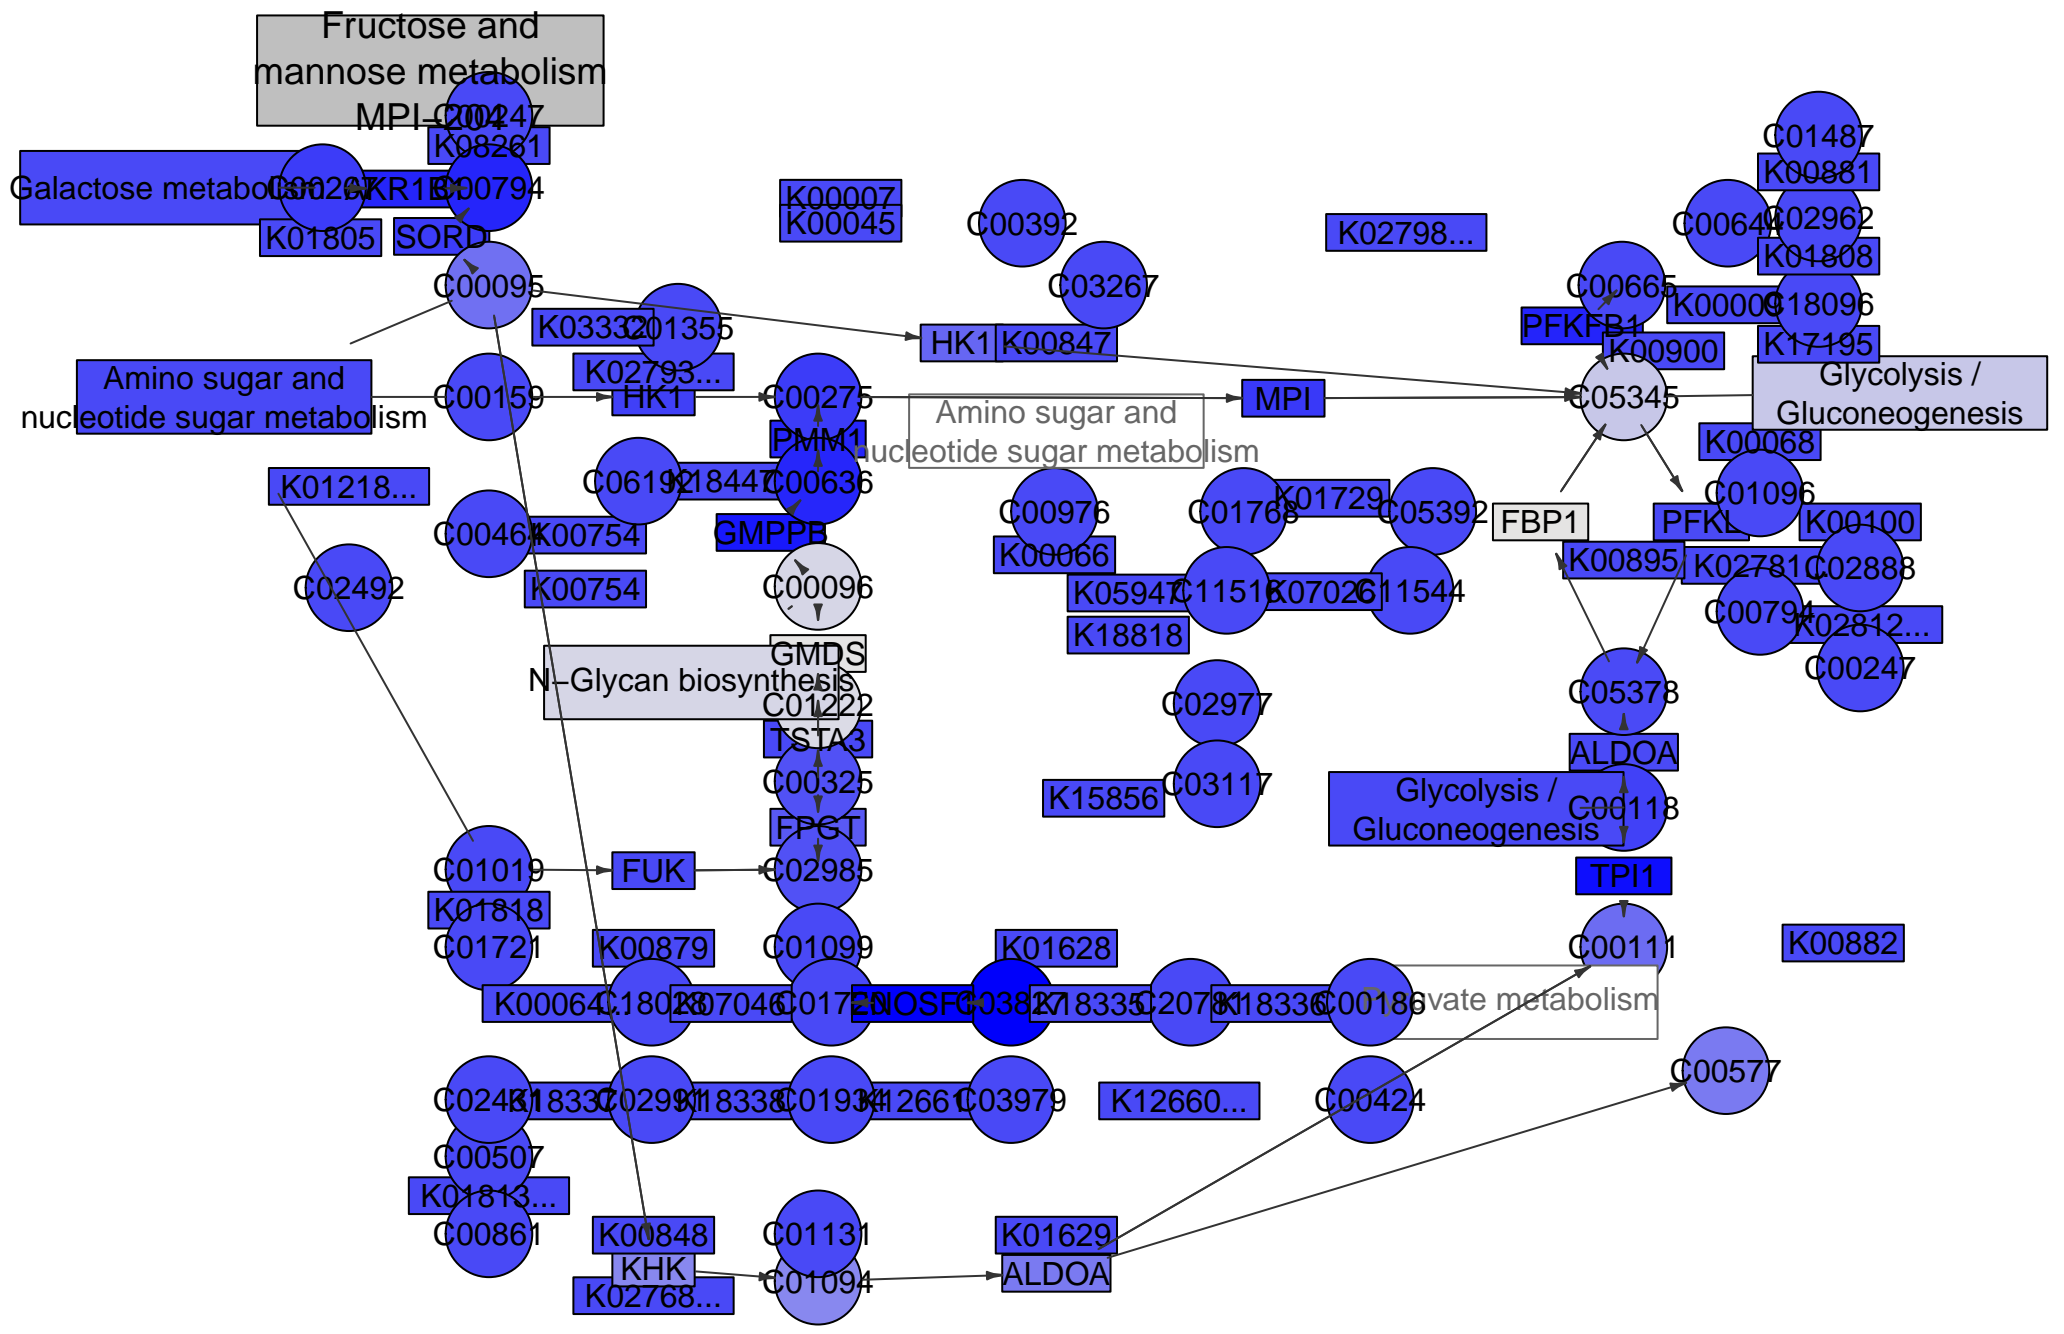 Fructose and
mannose metabolism
MPI–204
C00247
K08261
Galactose metabolism
C00267
AKR1B1
C00794
K01805
SORD
C00095
K00007
K00045
C00392
C03267
K02798...
C01487
K00881
C00644
C02962
K01808
C00665
K00009
C18096
K17195
PFKFB1
K00900
K03332
C01355
K02793...
HK1
K00847
Amino sugar and
nucleotide sugar metabolism
C00159
HK1
C00275
PMM1
Amino sugar and
nucleotide sugar metabolism
MPI
C05345
Glycolysis /
Gluconeogenesis
K00068
K01218...
C06192
K18447
C00636
C00464
K00754
GMPPB
C00976
K00066
C01768
K01729
C05392
FBP1
PFKL
C01096
K00100
C02492
K00754
C00096
K05947
C11516
K07026
C11544
K18818
K00895
K02781...
C02888
C00794
K02812...
C00247
GMDS
N–Glycan biosynthesis
C01222
TSTA3
C00325
FPGT
C02977
C03117
K15856
C05378
ALDOA
Glycolysis /
Gluconeogenesis
C00118
TPI1
C01019
FUK
C02985
K01818
C01721
K00879
C01099
K01628
C00111
K00882
K00064...
C18028
K07046
ENOSF1
C03827
K18335
C20781
K18336
C00186
C00577
C02431
K18337
C02991
K18338
C01934
K12661
C03979
K12660...
C00424
C00507
K01813...
C00861
K00848
KHK
K02768...
C01131
C01094
K01629
ALDOA